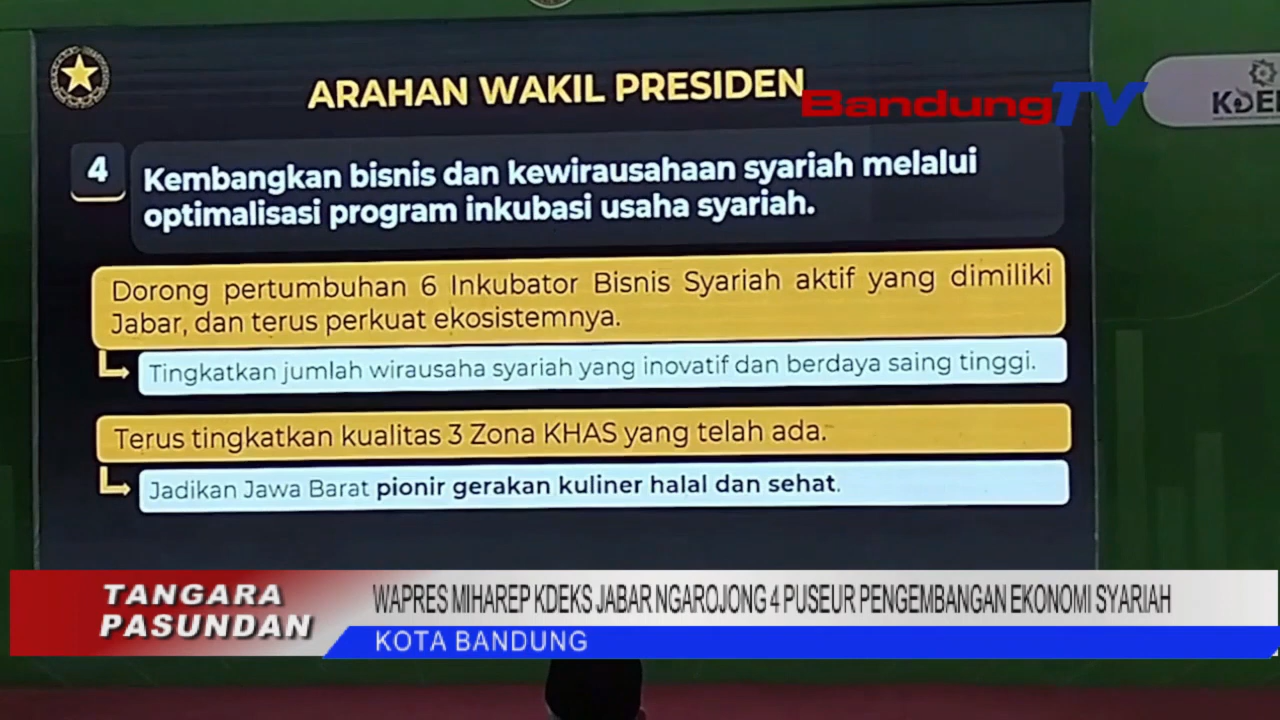 ARAHAN WAKIL PRESIDEN
BandungTV
4
Kembangkan bisnis dan kewirausahaan syariah melalui
optimalisasi program inkubasi usaha syariah.
Dorong pertumbuhan 6 Inkubator Bisnis Syariah aktif yang dimiliki
Jabar, dan terus perkuat ekosistemnya.
Tingkatkan jumlah wirausaha syariah yang inovatif dan berdaya saing tinggi.
Terus tingkatkan kualitas 3 Zona KHAS yang telah ada.
Jadikan Jawa Barat pionir gerakan kuliner halal dan sehat.
TANGARA
PASUNDAN
WAPRES MIHAREP KDEKS JABAR NGAROJONG 4 PUSEUR PENGEMBANGAN EKONOMI SYARIAH
KOTA BANDUNG